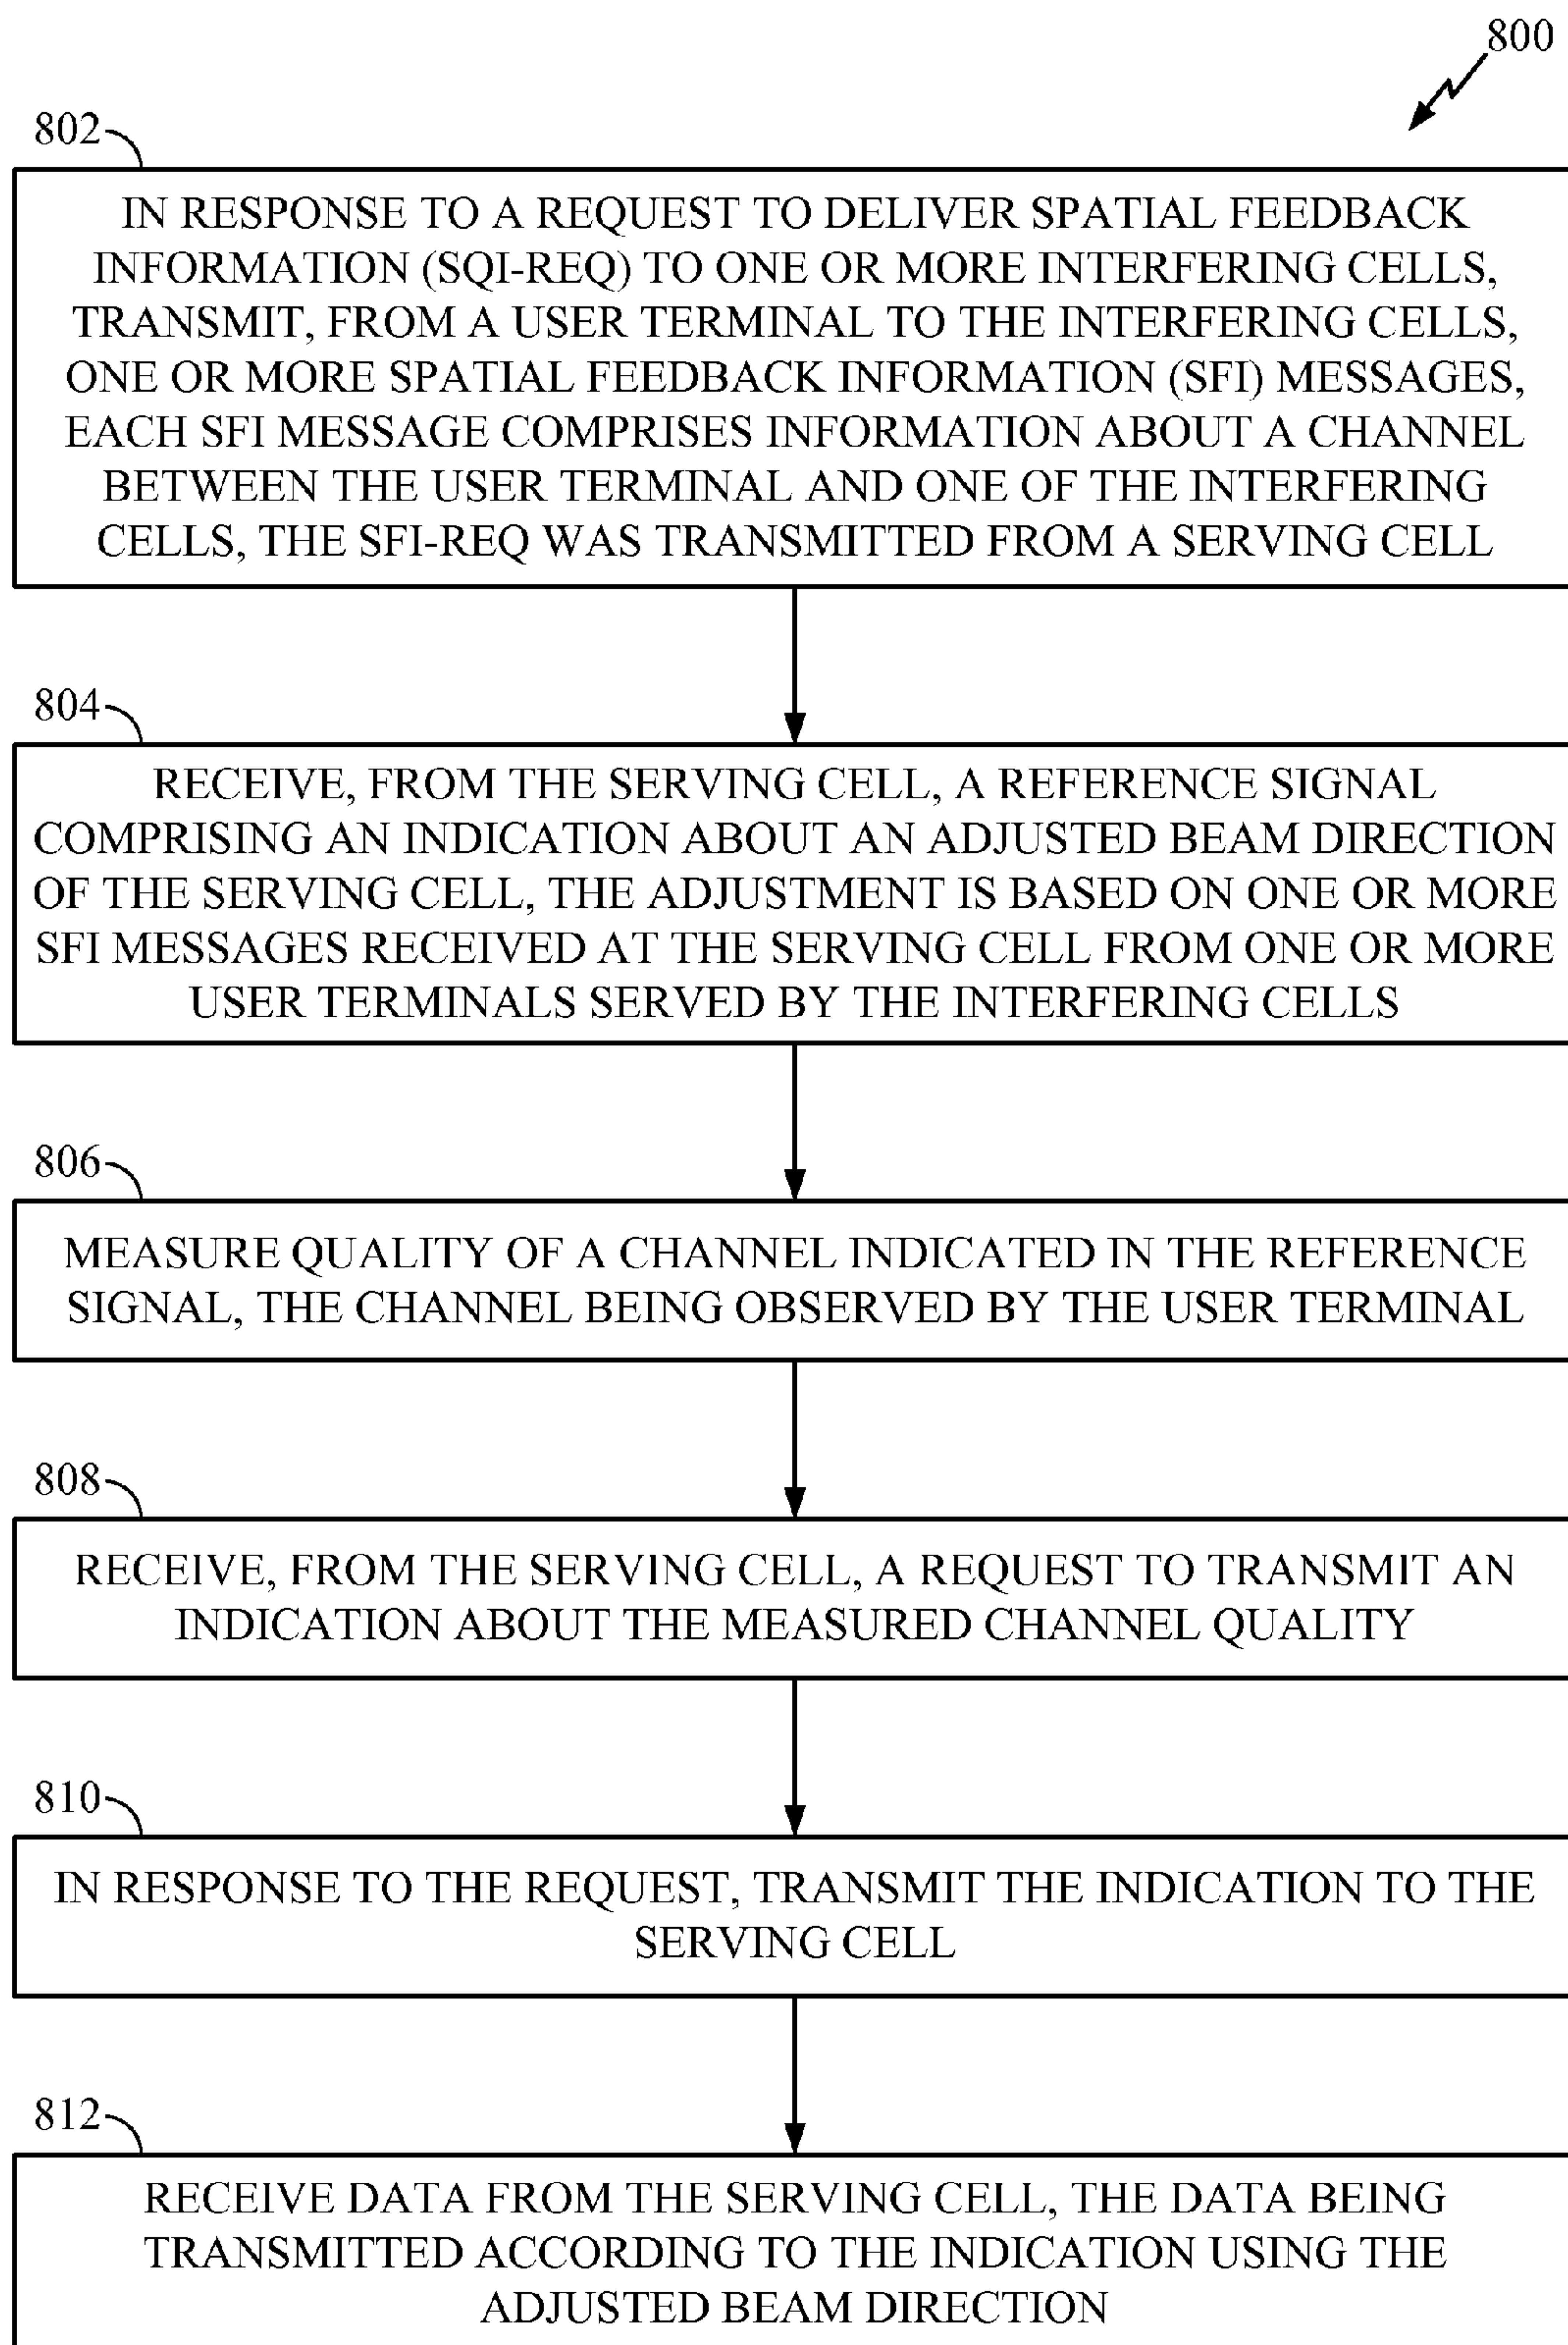 800
802
IN RESPONSE TO A REQUEST TO DELIVER SPATIAL FEEDBACK
INFORMATION (SQI-REQ) TO ONE OR MORE INTERFERING CELLS,
TRANSMIT, FROM A USER TERMINAL TO THE INTERFERING CELLS,
ONE OR MORE SPATIAL FEEDBACK INFORMATION (SFI) MESSAGES,
EACH SFI MESSAGE COMPRISES INFORMATION ABOUT A CHANNEL
BETWEEN THE USER TERMINAL AND ONE OF THE INTERFERING
CELLS, THE SFI-REQ WAS TRANSMITTED FROM A SERVING CELL
804
RECEIVE, FROM THE SERVING CELL, A REFERENCE SIGNAL
COMPRISING AN INDICATION ABOUT AN ADJUSTED BEAM DIRECTION
OF THE SERVING CELL, THE ADJUSTMENT IS BASED ON ONE OR MORE
SFI MESSAGES RECEIVED AT THE SERVING CELL FROM ONE OR MORE
USER TERMINALS SERVED BY THE INTERFERING CELLS
806
MEASURE QUALITY OF A CHANNEL INDICATED IN THE REFERENCE
SIGNAL, THE CHANNEL BEING OBSERVED BY THE USER TERMINAL
808
RECEIVE, FROM THE SERVING CELL, A REQUEST TO TRANSMIT AN
INDICATION ABOUT THE MEASURED CHANNEL QUALITY
810
IN RESPONSE TO THE REQUEST, TRANSMIT THE INDICATION TO THE
SERVING CELL
812
RECEIVE DATA FROM THE SERVING CELL, THE DATA BEING
TRANSMITTED ACCORDING TO THE INDICATION USING THE
ADJUSTED BEAM DIRECTION